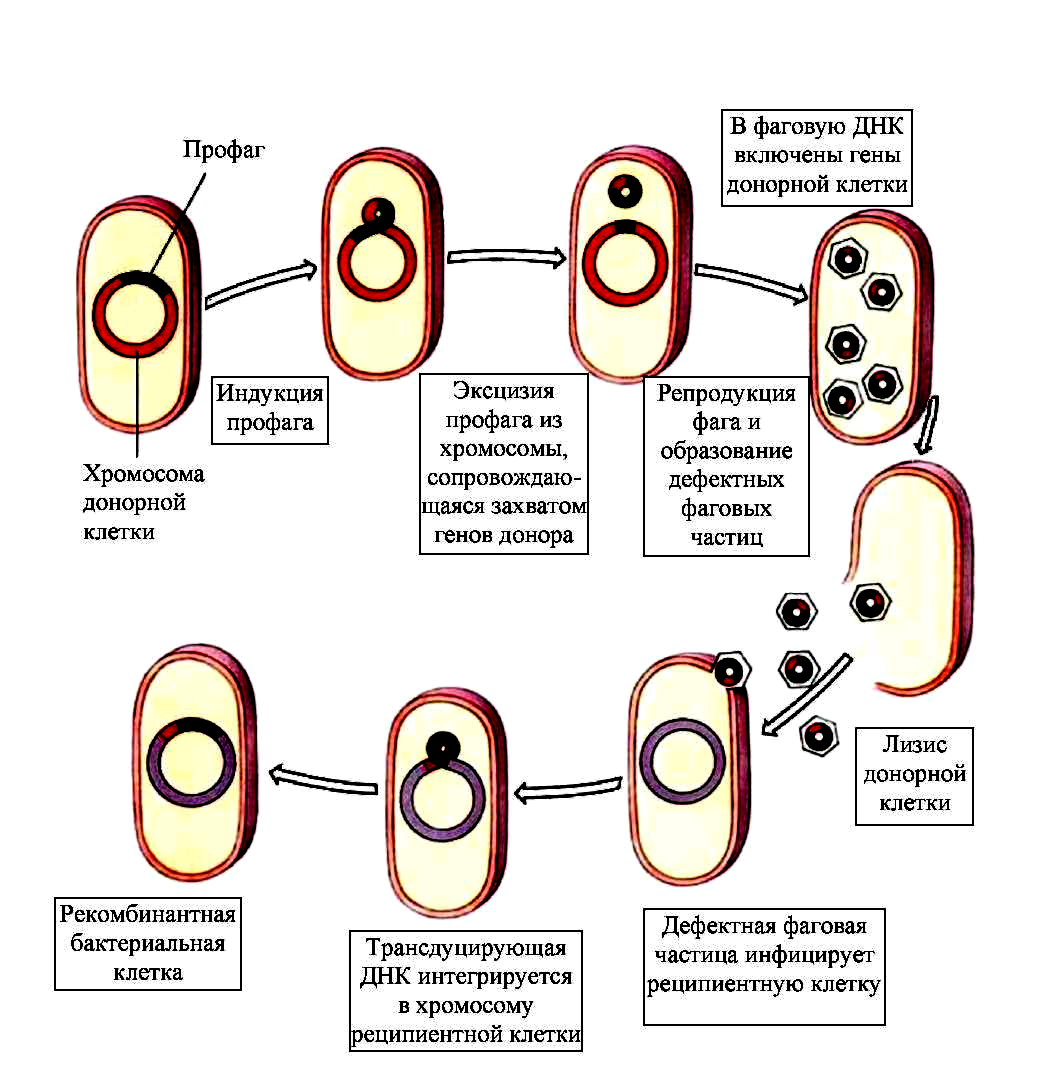 Профаг
В фаговую ДНК
включены гены
донорной клетки
Индукция
профага
Эксцизия
профага из
хромосомы,
сопровождаю-
щаяся захватом
генов донора
Репродукция
фага и
образование
дефектных
фаговых
частиц
Хромосома
донорной
клетки
Лизис
донорной
клетки
Дефектная фаговая
частица инфицирует
реципиентную клетку
Трансдуцирующая
ДНК интегрируется
в хромосому
реципиентной клетки
Рекомбинантная
бактериальная
клетка